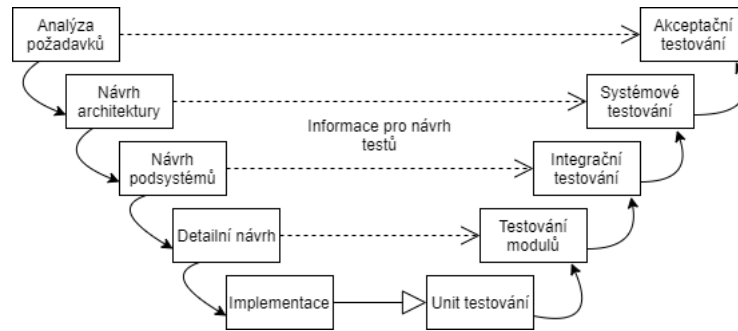 Analýza
požadavků
Akceptační
testování
Návrh
architektury
Systémové
testování
Informace pro návrh
testů
Návrh
podsystémů
Integrační
testování
Detailní návrh
Testování
modulů
Implementace
Unit testování